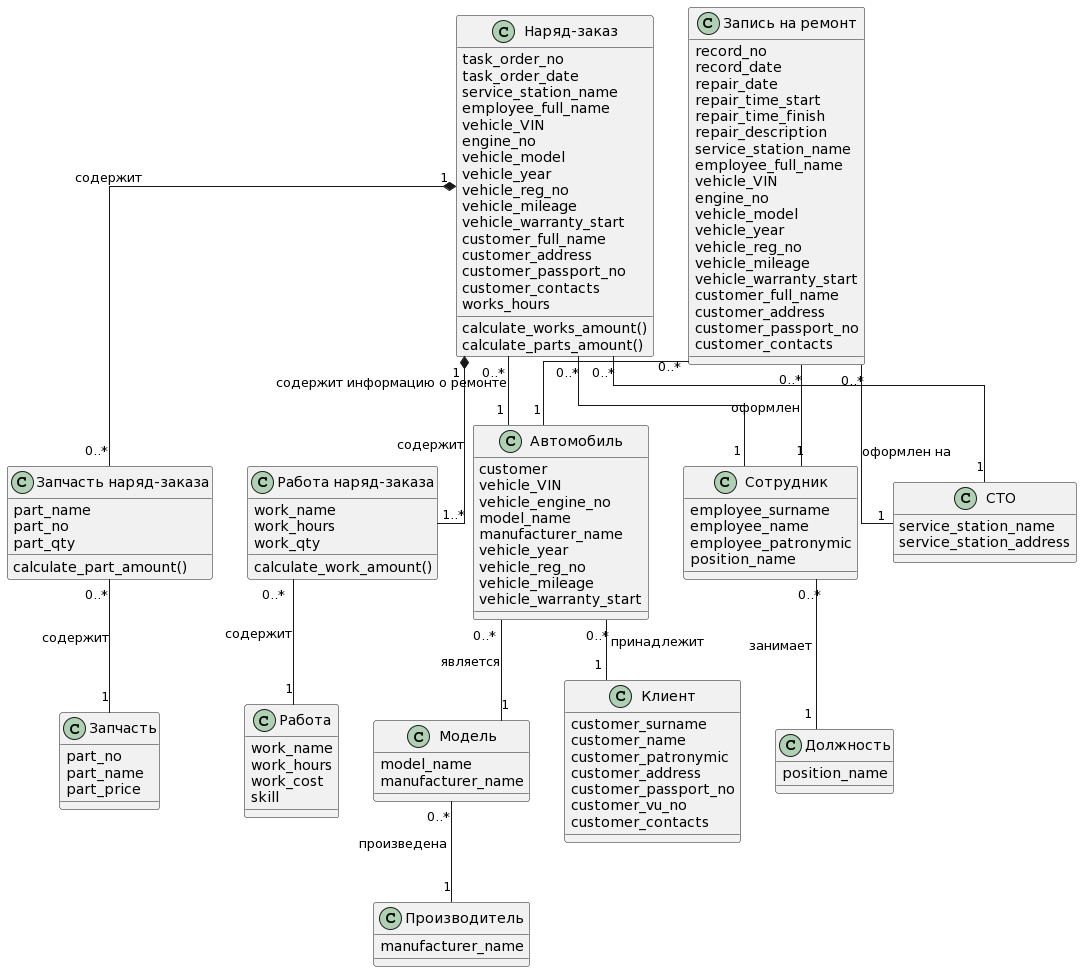 C Наряд-заказ
task_order_no
task_order_date
service_station_name
employee_full_name
vehicle_VIN
engine_no
vehicle_model
vehicle_year
vehicle_reg_no
vehicle_mileage
vehicle_warranty_start
customer_full_name
customer_address
customer_passport_no
customer_contacts
works_hours
calculate_works_amount()
calculate_parts_amount()
C Запись на ремонт
record_no
record_date
repair_date
repair_time_start
repair_time_finish
repair_description
service_station_name
employee_full_name
vehicle_VIN
engine_no
vehicle_model
vehicle_year
vehicle_reg_no
vehicle_mileage
vehicle_warranty_start
customer_full_name
customer_address
customer_passport_no
customer_contacts
содержит
1
0..*
1
содержит
1..*
0..*
содержит информацию о ремонте
1
0..*
1
0..*
1
0..*
1
0..*
оформлен
1
0..*
оформлен на
1
C Запчасть наряд-заказа
part_name
part_no
part_qty
calculate_part_amount()
C Работа наряд-заказа
work_name
work_hours
work_qty
calculate_work_amount()
C Автомобиль
customer
vehicle_VIN
vehicle_engine_no
model_name
manufacturer_name
vehicle_year
vehicle_reg_no
vehicle_mileage
vehicle_warranty_start
C Сотрудник
employee_surname
employee_name
employee_patronymic
position_name
C СТО
service_station_name
service_station_address
0..*
содержит
1
0..*
содержит
1
0..*
является
1
0..*
принадлежит
1
0..*
занимает
1
C Запчасть
part_no
part_name
part_price
C Работа
work_name
work_hours
work_cost
skill
C Модель
model_name
manufacturer_name
C Клиент
customer_surname
customer_name
customer_patronymic
customer_address
customer_passport_no
customer_vu_no
customer_contacts
C Должность
position_name
0..*
произведена
1
C Производитель
manufacturer_name